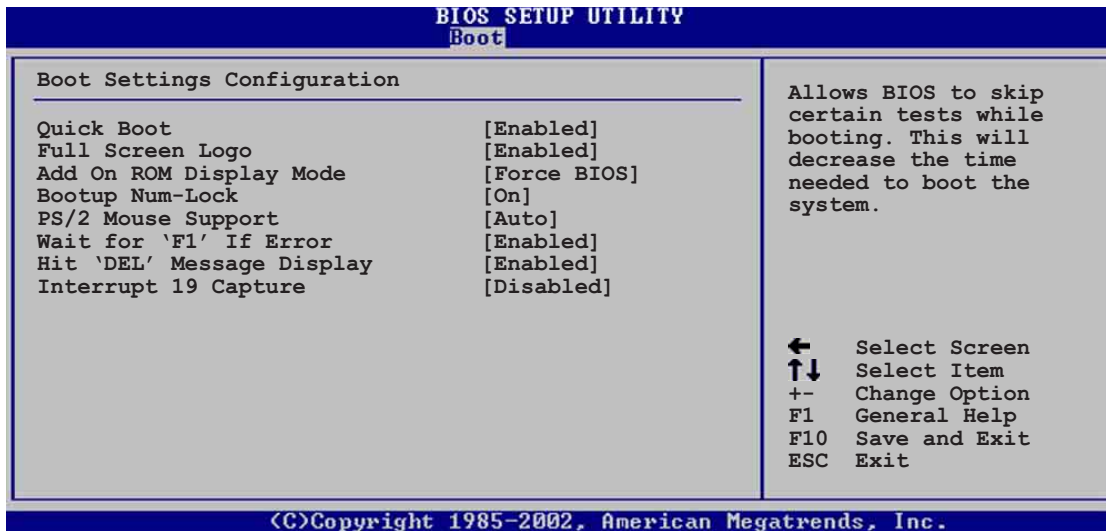 BIOS SETUP UTILITY
Boot
Boot Settings Configuration
Quick Boot [Enabled]
Full Screen Logo [Enabled]
Add On ROM Display Mode [Force BIOS]
Bootup Num-Lock [On]
PS/2 Mouse Support [Auto]
Wait for ‘F1’ If Error [Enabled]
Hit ‘DEL’ Message Display [Enabled]
Interrupt 19 Capture [Disabled]
Allows BIOS to skip
certain tests while
booting. This will
decrease the time
needed to boot the
system.
← Select Screen
↑↓ Select Item
+- Change Option
F1 General Help
F10 Save and Exit
ESC Exit
(C)Copyright 1985-2002, American Megatrends, Inc.